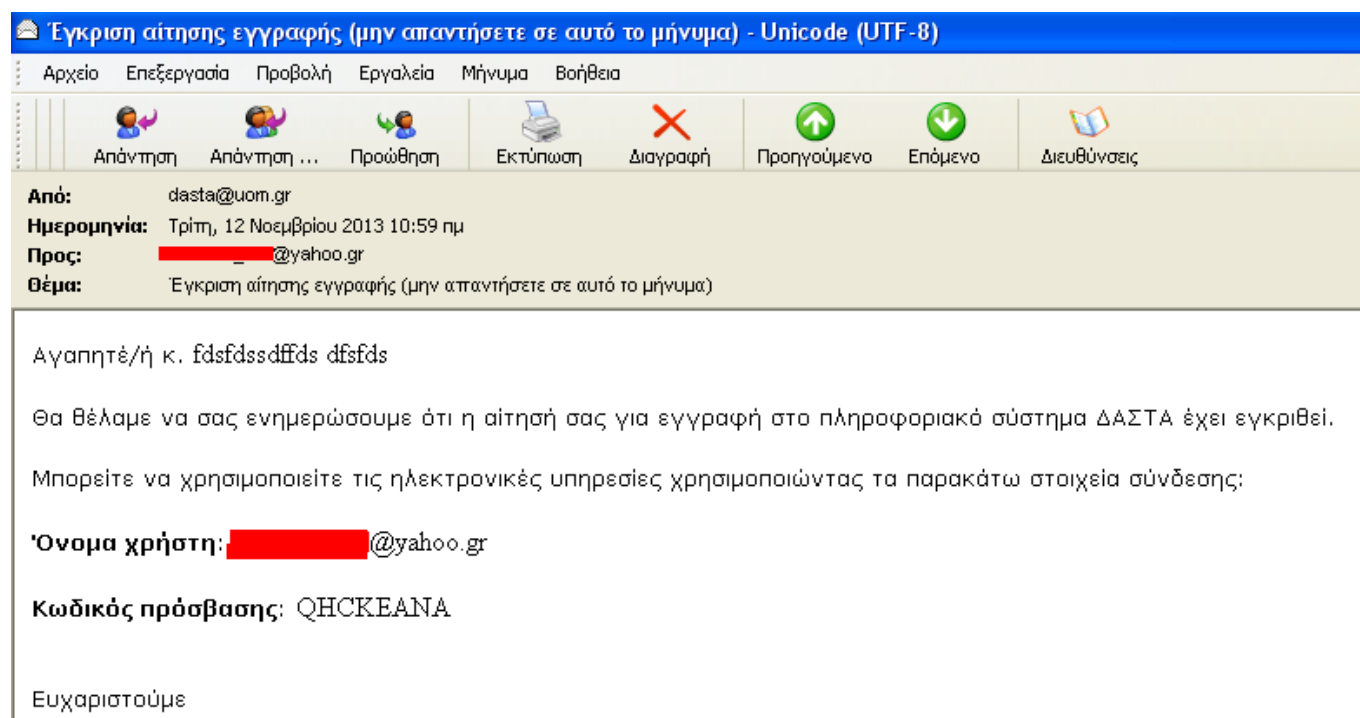 Έγκριση αίτησης εγγραφής (μην απαντήσετε σε αυτό το μήνυμα) - Unicode (UTF-8)
Αρχείο Επεξεργασία Προβολή Εργαλεία Μήνυμα Βοήθεια
Απάντηση Απάντηση ... Προώθηση Εκτύπωση Διαγραφή Προηγούμενο Επόμενο Διευθύνσεις
Από: dasta@uom.gr
Ημερομηνία: Τρίτη, 12 Νοεμβρίου 2013 10:59 πμ
Προς: _@yahoo.gr
Θέμα: Έγκριση αίτησης εγγραφής (μην απαντήσετε σε αυτό το μήνυμα)
Αγαπητέ/ή κ. fdsfdssdffds dfsfds
Θα θέλαμε να σας ενημερώσουμε ότι η αίτησή σας για εγγραφή στο πληροφοριακό σύστημα ΔΑΣΤΑ έχει εγκριθεί.
Μπορείτε να χρησιμοποιείτε τις ηλεκτρονικές υπηρεσίες χρησιμοποιώντας τα παρακάτω στοιχεία σύνδεσης:
Όνομα χρήστη: @yahoo.gr
Κωδικός πρόσβασης: QHCKEANA
Ευχαριστούμε